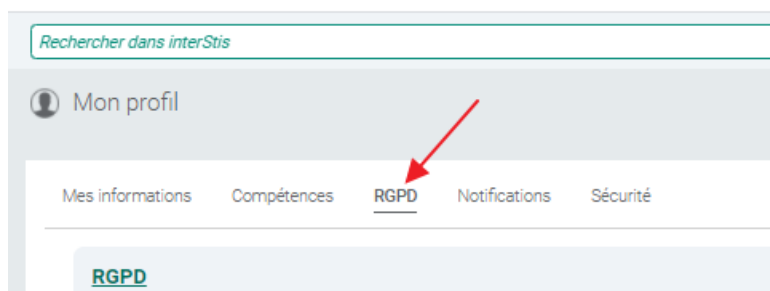 Rechercher dans interStis
Mon profil
Mes informations Compétences RGPD Notifications Sécurité
RGPD